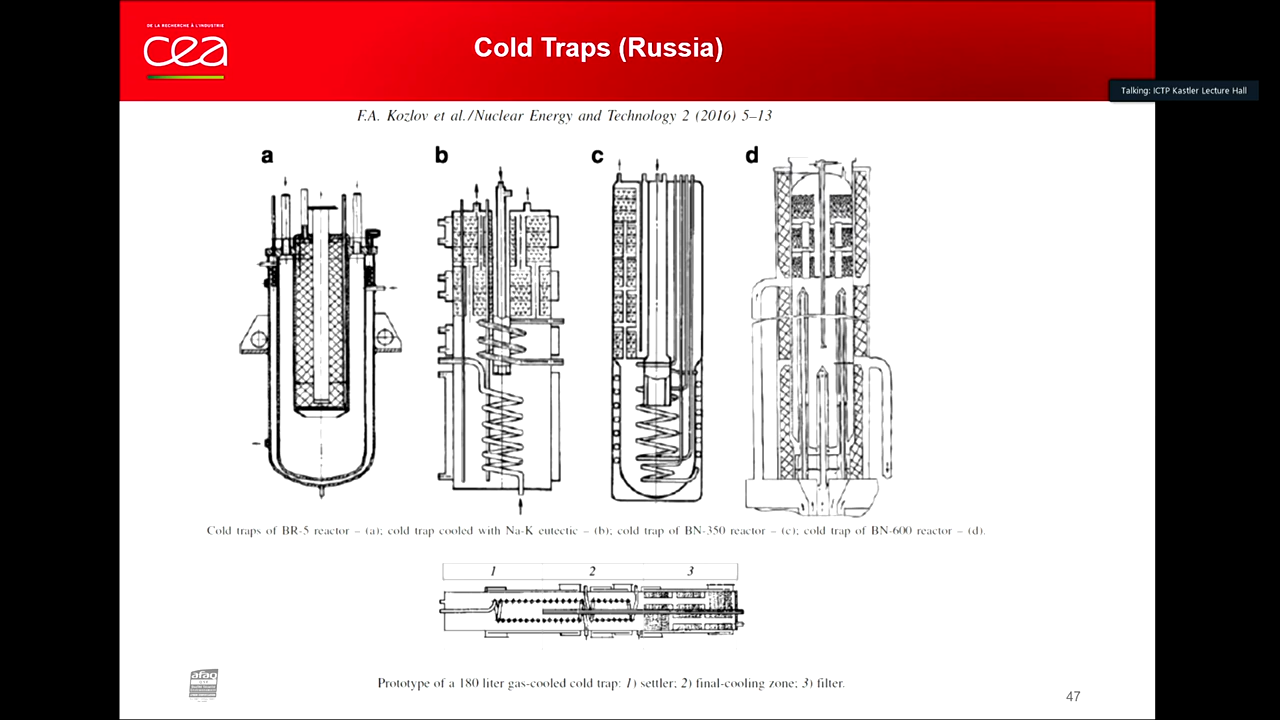 DE LA RECHERCHE À L'INDUSTRIE
cea
Cold Traps (Russia)
Talking: ICTP Kastler Lecture Hall
F.A. Kozlov et al./Nuclear Energy and Technology 2 (2016) 5–13
a b c d
Cold traps of BR-5 reactor – (a); cold trap cooled with Na-K eutectic – (b); cold trap of BN-350 reactor – (c); cold trap of BN-600 reactor – (d).
1 2 3
Prototype of a 180 liter gas-cooled cold trap: 1) settler; 2) final-cooling zone; 3) filter.
afaq
47